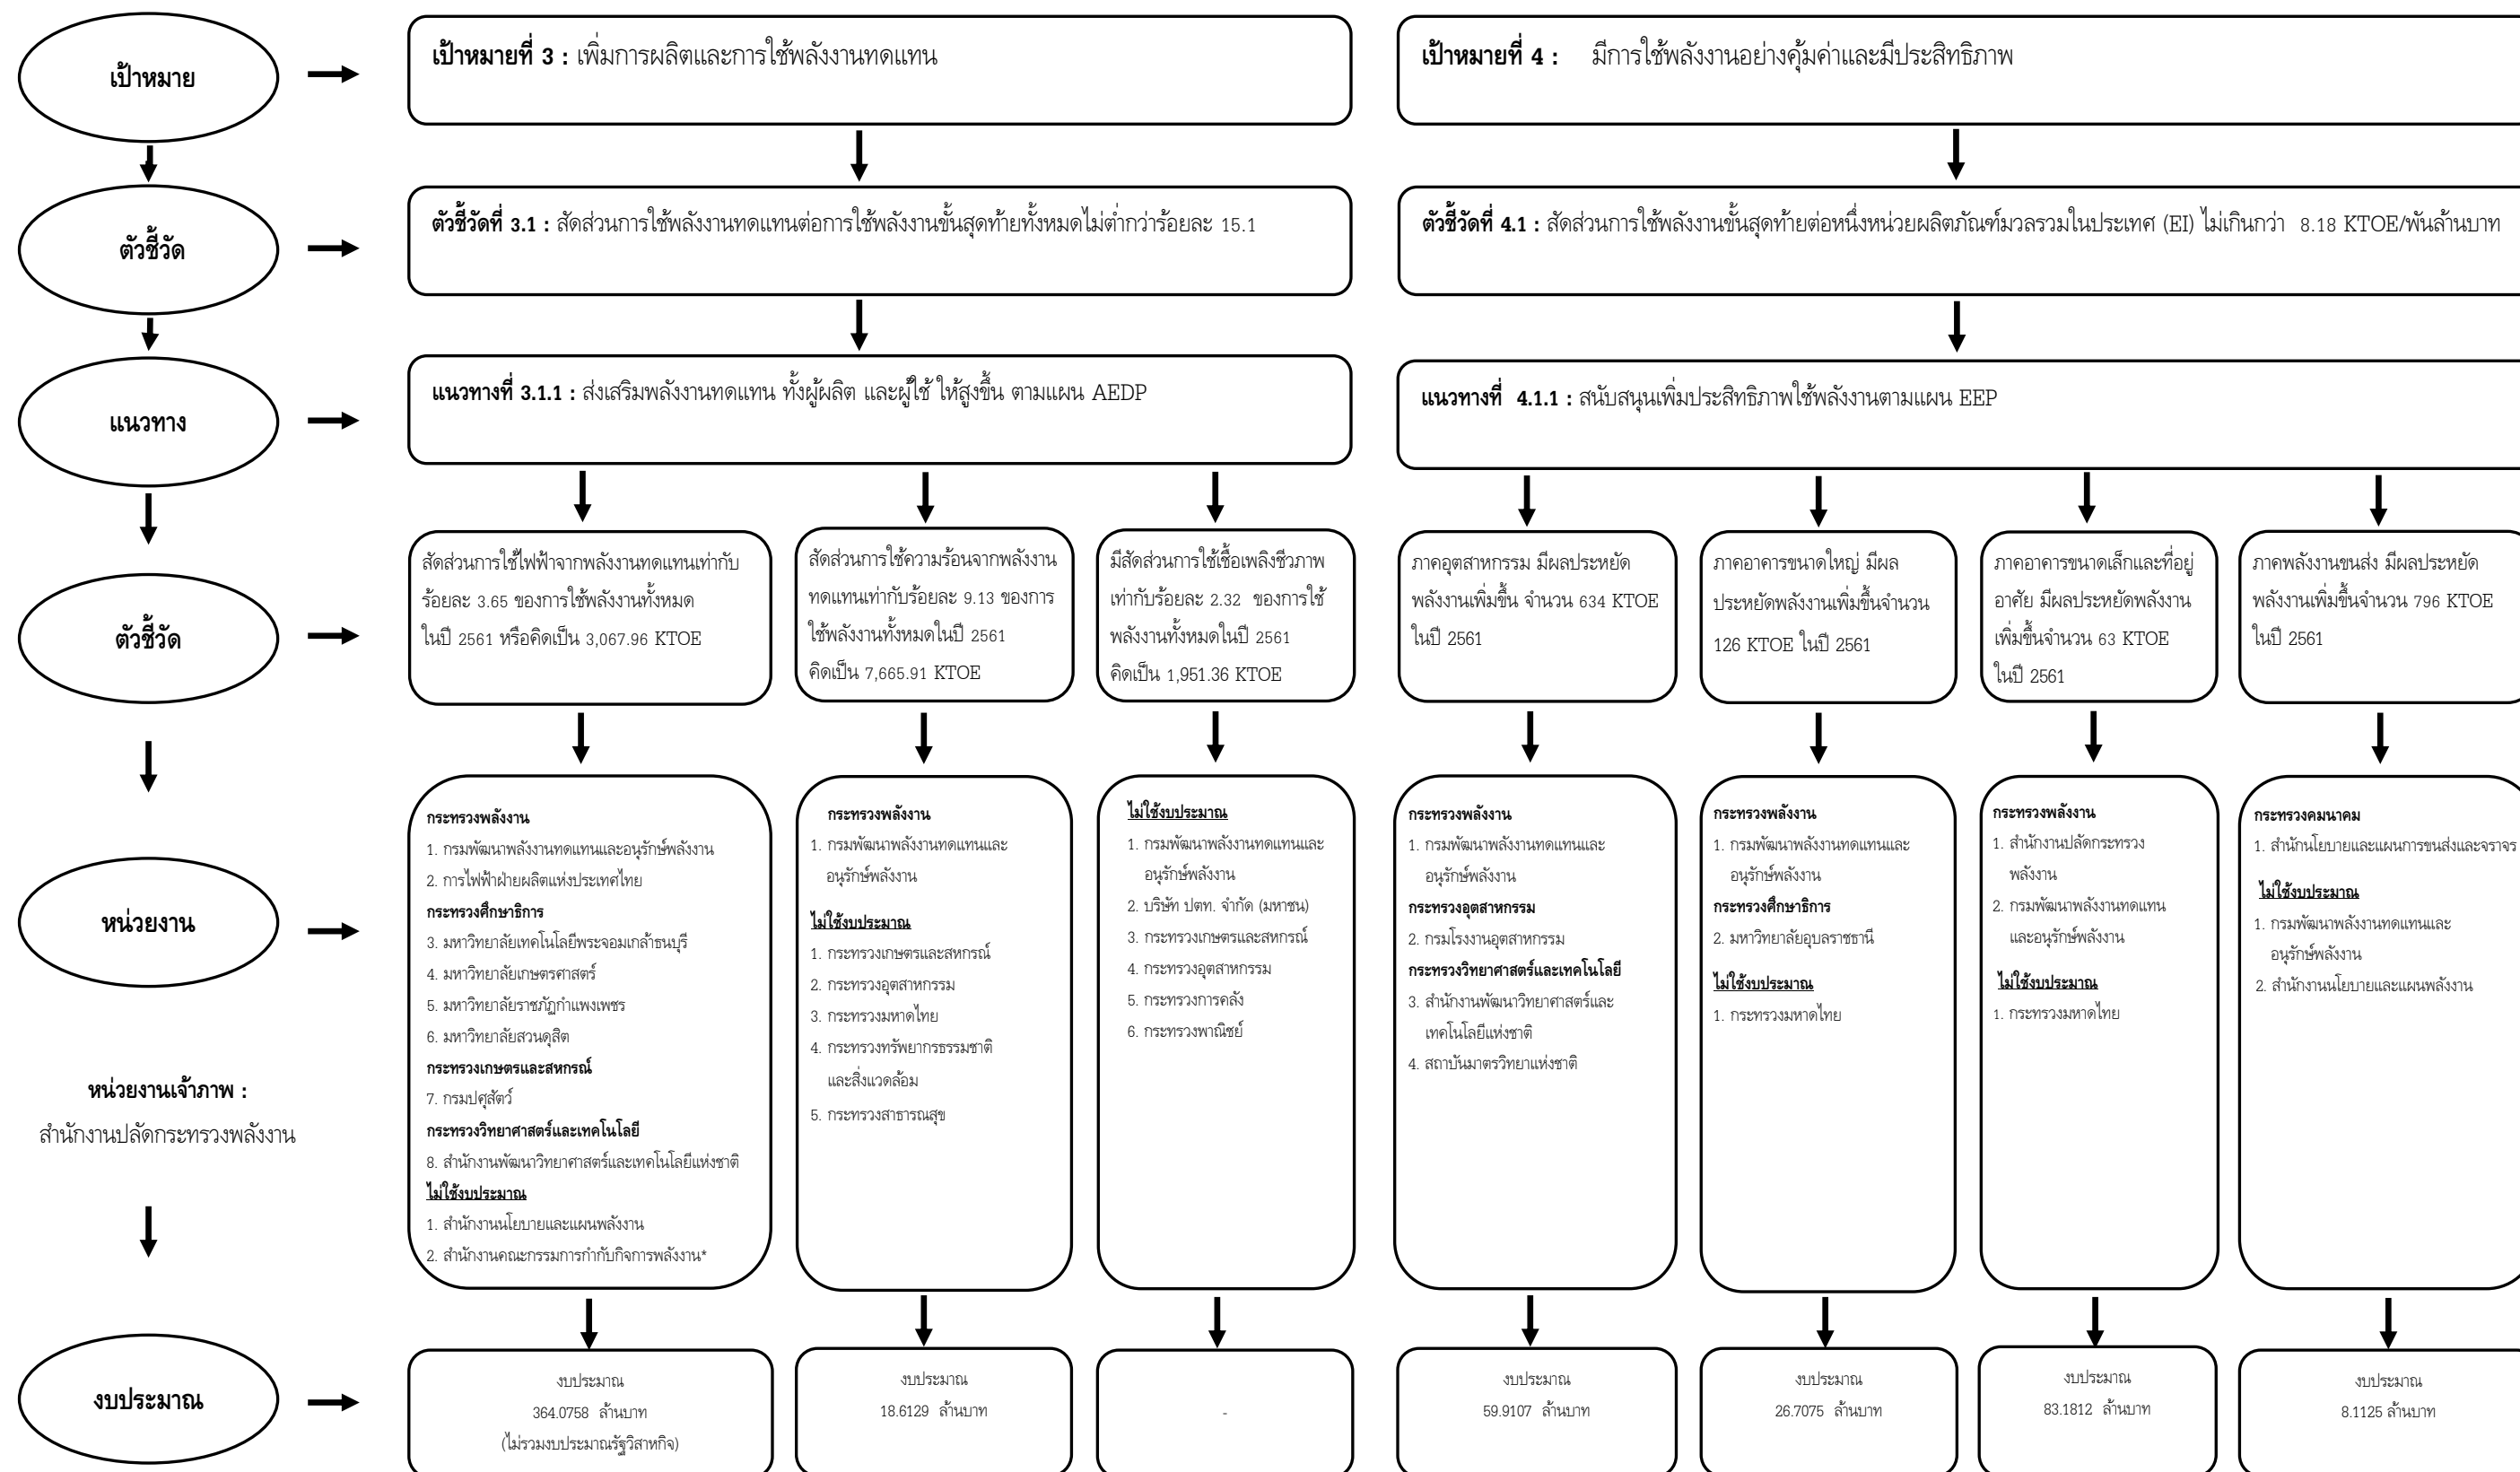 เป้าหมาย
เป้าหมายที่ 3 : เพิ่มการผลิตและการใช้พลังงานทดแทน
เป้าหมายที่ 4 : มีการใช้พลังงานอย่างคุ้มค่าและมีประสิทธิภาพ
ตัวชี้วัด
ตัวชี้วัดที่ 3.1 : สัดส่วนการใช้พลังงานทดแทนต่อการใช้พลังงานขั้นสุดท้ายทั้งหมดไม่ต่ำกว่าร้อยละ 15.1
ตัวชี้วัดที่ 4.1 : สัดส่วนการใช้พลังงานขั้นสุดท้ายต่อหนึ่งหน่วยผลิตภัณฑ์มวลรวมในประเทศ (EI) ไม่เกินกว่า 8.18 KTOE/พันล้านบาท
แนวทาง
แนวทางที่ 3.1.1 : ส่งเสริมพลังงานทดแทน ทั้งผู้ผลิต และผู้ใช้ ให้สูงขึ้น ตามแผน AEDP
แนวทางที่ 4.1.1 : สนับสนุนเพิ่มประสิทธิภาพใช้พลังงานตามแผน EEP
ตัวชี้วัด
สัดส่วนการใช้ไฟฟ้าจากพลังงานทดแทนเท่ากับ
ร้อยละ 3.65 ของการใช้พลังงานทั้งหมด
ในปี 2561 หรือคิดเป็น 3,067.96 KTOE
สัดส่วนการใช้ความร้อนจากพลังงาน
ทดแทนเท่ากับร้อยละ 9.13 ของการ
ใช้พลังงานทั้งหมดในปี 2561
คิดเป็น 7,665.91 KTOE
มีสัดส่วนการใช้เชื้อเพลิงชีวภาพ
เท่ากับร้อยละ 2.32 ของการใช้
พลังงานทั้งหมดในปี 2561
คิดเป็น 1,951.36 KTOE
ภาคอุตสาหกรรม มีผลประหยัด
พลังงานเพิ่มขึ้น จำนวน 634 KTOE
ในปี 2561
ภาคอาคารขนาดใหญ่ มีผล
ประหยัดพลังงานเพิ่มขึ้นจำนวน
126 KTOE ในปี 2561
ภาคอาคารขนาดเล็กและที่อยู่
อาศัย มีผลประหยัดพลังงาน
เพิ่มขึ้นจำนวน 63 KTOE
ในปี 2561
ภาคพลังงานขนส่ง มีผลประหยัด
พลังงานเพิ่มขึ้นจำนวน 796 KTOE
ในปี 2561
หน่วยงาน
หน่วยงานเจ้าภาพ :
สำนักงานปลัดกระทรวงพลังงาน
กระทรวงพลังงาน
1. กรมพัฒนาพลังงานทดแทนและอนุรักษ์พลังงาน
2. การไฟฟ้าฝ่ายผลิตแห่งประเทศไทย
กระทรวงศึกษาธิการ
3. มหาวิทยาลัยเทคโนโลยีพระจอมเกล้าธนบุรี
4. มหาวิทยาลัยเกษตรศาสตร์
5. มหาวิทยาลัยราชภัฏกำแพงเพชร
6. มหาวิทยาลัยสวนดุสิต
กระทรวงเกษตรและสหกรณ์
7. กรมปศุสัตว์
กระทรวงวิทยาศาสตร์และเทคโนโลยี
8. สำนักงานพัฒนาวิทยาศาสตร์และเทคโนโลยีแห่งชาติ
ไม่ใช้งบประมาณ
1. สำนักงานนโยบายและแผนพลังงาน
2. สำนักงานคณะกรรมการกำกับกิจการพลังงาน*
กระทรวงพลังงาน
1. กรมพัฒนาพลังงานทดแทนและ
อนุรักษ์พลังงาน
ไม่ใช้งบประมาณ
1. กระทรวงเกษตรและสหกรณ์
2. กระทรวงอุตสาหกรรม
3. กระทรวงมหาดไทย
4. กระทรวงทรัพยากรธรรมชาติ
และสิ่งแวดล้อม
5. กระทรวงสาธารณสุข
ไม่ใช้งบประมาณ
1. กรมพัฒนาพลังงานทดแทนและ
อนุรักษ์พลังงาน
2. บริษัท ปตท. จำกัด (มหาชน)
3. กระทรวงเกษตรและสหกรณ์
4. กระทรวงอุตสาหกรรม
5. กระทรวงการคลัง
6. กระทรวงพาณิชย์
กระทรวงพลังงาน
1. กรมพัฒนาพลังงานทดแทนและ
อนุรักษ์พลังงาน
กระทรวงอุตสาหกรรม
2. กรมโรงงานอุตสาหกรรม
กระทรวงวิทยาศาสตร์และเทคโนโลยี
3. สำนักงานพัฒนาวิทยาศาสตร์และ
เทคโนโลยีแห่งชาติ
4. สถาบันมาตรวิทยาแห่งชาติ
กระทรวงพลังงาน
1. กรมพัฒนาพลังงานทดแทนและ
อนุรักษ์พลังงาน
กระทรวงศึกษาธิการ
2. มหาวิทยาลัยอุบลราชธานี
ไม่ใช้งบประมาณ
1. กระทรวงมหาดไทย
กระทรวงพลังงาน
1. สำนักงานปลัดกระทรวง
พลังงาน
2. กรมพัฒนาพลังงานทดแทน
และอนุรักษ์พลังงาน
ไม่ใช้งบประมาณ
1. กระทรวงมหาดไทย
กระทรวงคมนาคม
1. สำนักนโยบายและแผนการขนส่งและจราจร
ไม่ใช้งบประมาณ
1. กรมพัฒนาพลังงานทดแทนและ
อนุรักษ์พลังงาน
2. สำนักงานนโยบายและแผนพลังงาน
งบประมาณ
งบประมาณ
364.0758 ล้านบาท
(ไม่รวมงบประมาณรัฐวิสาหกิจ)
งบประมาณ
18.6129 ล้านบาท
-
งบประมาณ
59.9107 ล้านบาท
งบประมาณ
26.7075 ล้านบาท
งบประมาณ
83.1812 ล้านบาท
งบประมาณ
8.1125 ล้านบาท